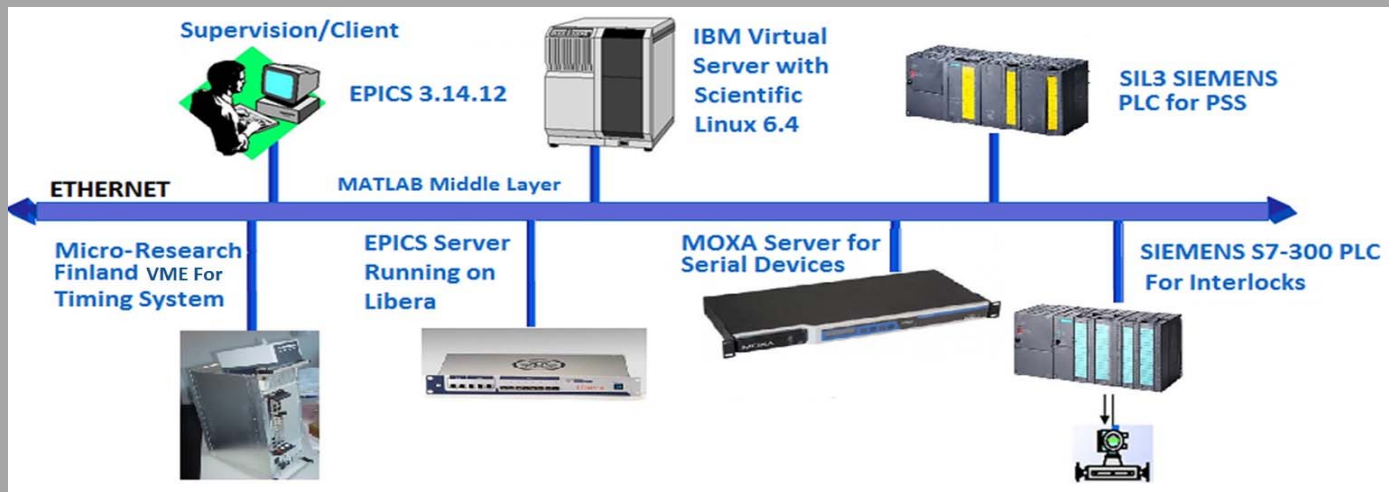 Supervision/Client
EPICS 3.14.12
IBM Virtual
Server with
Scientific
Linux 6.4
SIL3 SIEMENS
PLC for PSS
ETHERNET
MATLAB Middle Layer
Micro-Research
Finland VME For
Timing System
EPICS Server
Running on
Libera
MOXA Server for
Serial Devices
SIEMENS S7-300 PLC
For Interlocks
MOXA